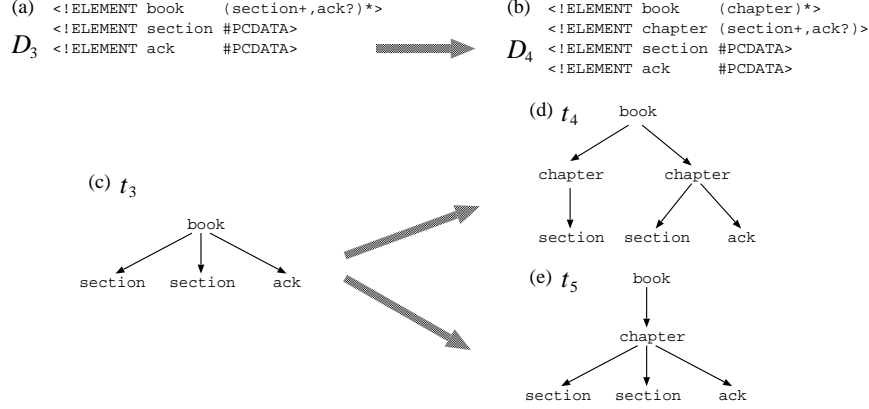 (a) <!ELEMENT book (section+,ack?)*>
D3 <!ELEMENT section #PCDATA>
<!ELEMENT ack #PCDATA>
(b) <!ELEMENT book (chapter)*>
<!ELEMENT chapter (section+,ack?)>
D4 <!ELEMENT section #PCDATA>
<!ELEMENT ack #PCDATA>
(c) t3
book
section section ack
(d) t4
book
chapter chapter
section section ack
(e) t5
book
chapter
section section ack